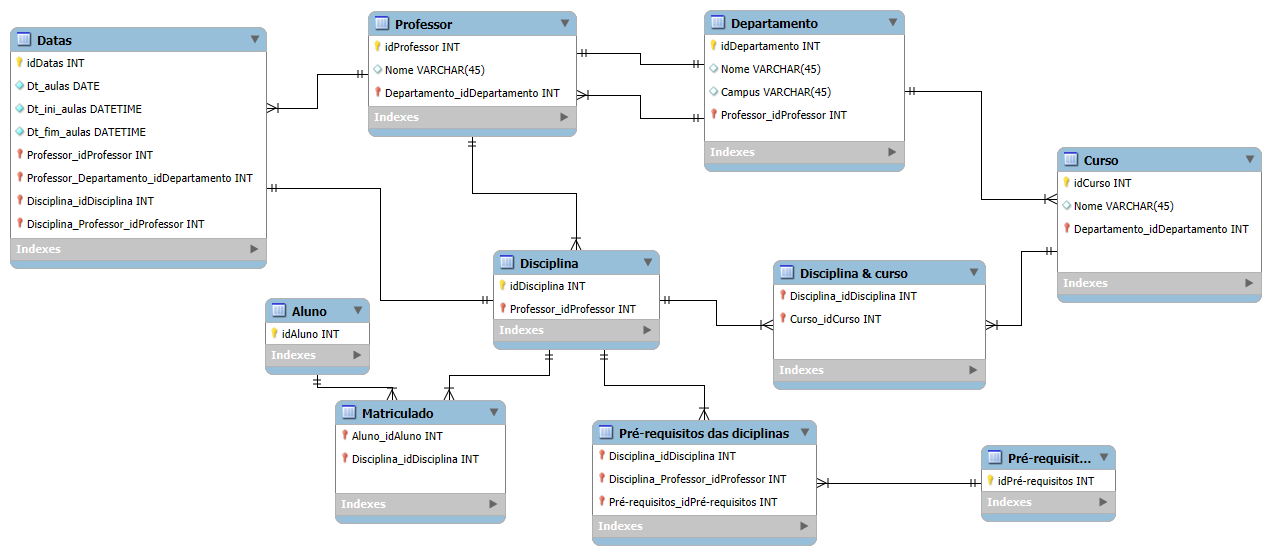 Datas
idDatas INT
Dt_aulas DATE
Dt_ini_aulas DATETIME
Dt_fim_aulas DATETIME
Professor_idProfessor INT
Professor_Departamento_idDepartamento INT
Disciplina_idDisciplina INT
Disciplina_Professor_idProfessor INT
Indexes
Professor
idProfessor INT
Nome VARCHAR(45)
Departamento_idDepartamento INT
Indexes
Departamento
idDepartamento INT
Nome VARCHAR(45)
Campus VARCHAR(45)
Professor_idProfessor INT
Indexes
Curso
idCurso INT
Nome VARCHAR(45)
Departamento_idDepartamento INT
Indexes
Disciplina
idDisciplina INT
Professor_idProfessor INT
Indexes
Disciplina & curso
Disciplina_idDisciplina INT
Curso_idCurso INT
Indexes
Aluno
idAluno INT
Indexes
Matriculado
Aluno_idAluno INT
Disciplina_idDisciplina INT
Indexes
Pré-requisitos das diciplinas
Disciplina_idDisciplina INT
Disciplina_Professor_idProfessor INT
Pré-requisitos_idPré-requisitos INT
Indexes
Pré-requisit...
idPré-requisitos INT
Indexes